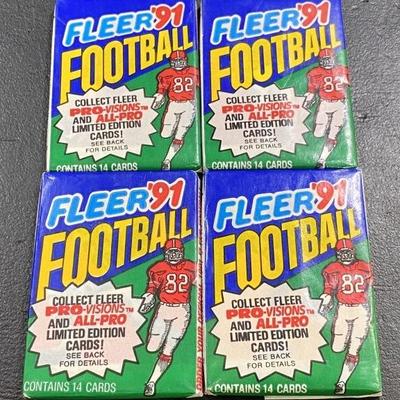 FLEER '91
FOOTBALL
COLLECT FLEER
PRO-VISIONS™
AND ALL-PRO
LIMITED EDITION
CARDS!
SEE BACK
FOR DETAILS
82
CONTAINS 14 CARDS
FLEER '91
FOOTBALL
COLLECT FLEER
PRO-VISIONS™
AND ALL-PRO
LIMITED EDITION
CARDS!
SEE BACK
FOR DETAILS
82
CONTAINS 14 CARDS
FLEER '91
FOOTBALL
COLLECT FLEER
PRO-VISIONS™
AND ALL-PRO
LIMITED EDITION
CARDS!
SEE BACK
FOR DETAILS
82
CONTAINS 14 CARDS
FLEER '91
FOOTBALL
COLLECT FLEER
PRO-VISIONS™
AND ALL-PRO
LIMITED EDITION
CARDS!
SEE BACK
FOR DETAILS
82
CONTAINS 14 CARDS